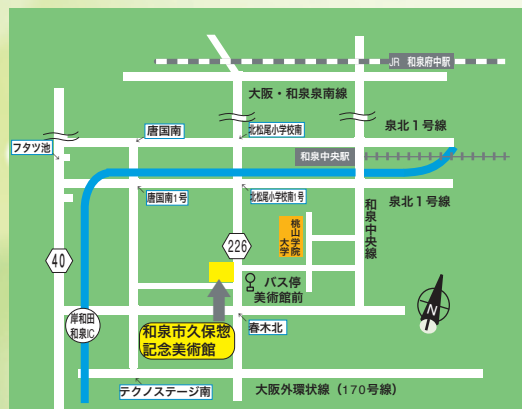 JR 和泉府中駅
大阪・和泉泉南線
唐国南
北松尾小学校南
泉北1号線
フタツ池
和泉中央駅
唐国南1号
北松尾小学校南1号
泉北1号線
和泉中央線
桃山学院
大学
226
40
バス停
美術館前
岸和田
和泉IC
和泉市久保惣
記念美術館
春木北
テクノステージ南
大阪外環状線（170号線）